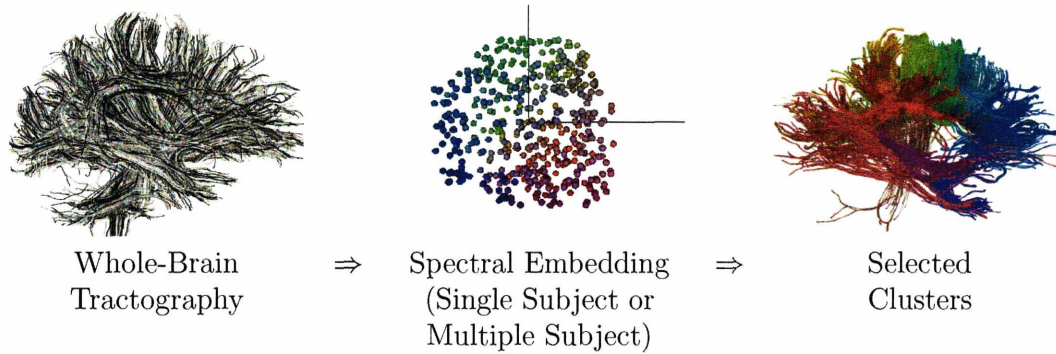 Whole-Brain
Tractography
⇒
Spectral Embedding
(Single Subject or
Multiple Subject)
⇒
Selected
Clusters